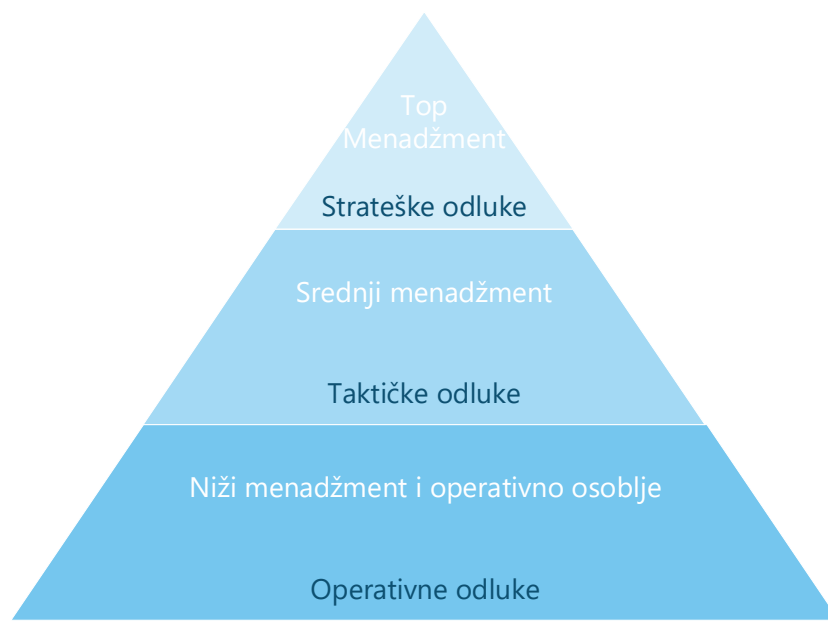 Top
Menadžment
Strateške odluke
Srednji menadžment
Taktičke odluke
Niži menadžment i operativno osoblje
Operativne odluke